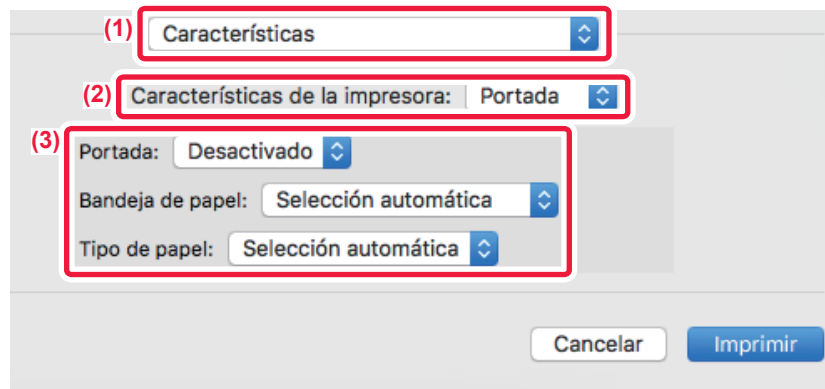 (1) Características
(2) Características de la impresora: Portada
(3)
Portada: Desactivado
Bandeja de papel: Selección automática
Tipo de papel: Selección automática
Cancelar Imprimir